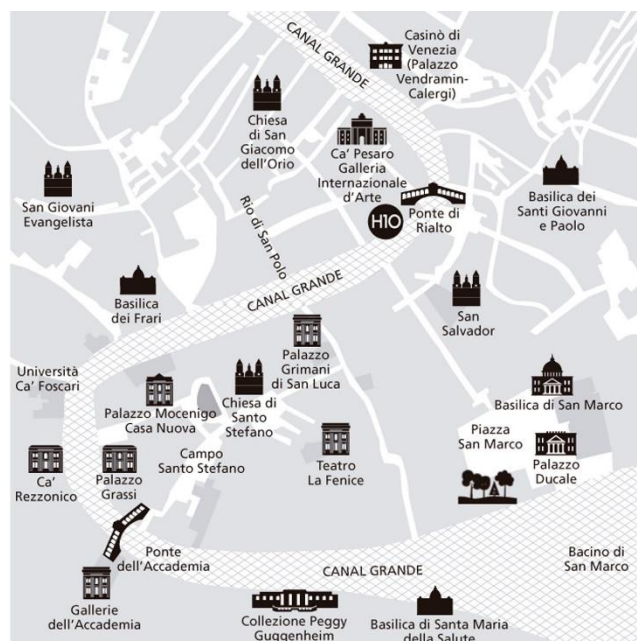 CANAL GRANDE
Casinò di
Venezia
(Palazzo
Vendramin-
Calergi)
Chiesa
di San
Giacomo
dell'Orio
Ca' Pesaro
Galleria
Internazionale
d'Arte
San Giovani
Evangelista
Rio di San Polo
H10
Ponte di
Rialto
Basilica dei
Santi Giovanni
e Paolo
Basilica
dei Frari
CANAL GRANDE
San
Salvador
Palazzo
Grimani
di San Luca
Università
Ca' Foscari
Palazzo Mocenigo
Casa Nuova
Chiesa di
Santo
Stefano
Basilica di San Marco
Piazza
San Marco
Palazzo
Ducale
Campo
Santo Stefano
Teatro
La Fenice
Ca'
Rezzonico
Palazzo
Grassi
Ponte
dell'Accademia
CANAL GRANDE
Bacino di
San Marco
Gallerie
dell'Accademia
Collezione Peggy
Guggenheim
Basilica di Santa Maria
della Salute